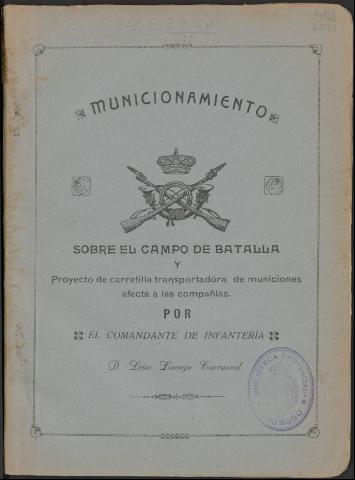 MUNICIONAMIENTO
SOBRE EL CAMPO DE BATALLA
Y
Proyecto de carretilla transportadora de municiones
afecta a las compañías.
POR
EL COMANDANTE DE INFANTERÍA
D. León Luengo Carrascal
BIBLIOTECA